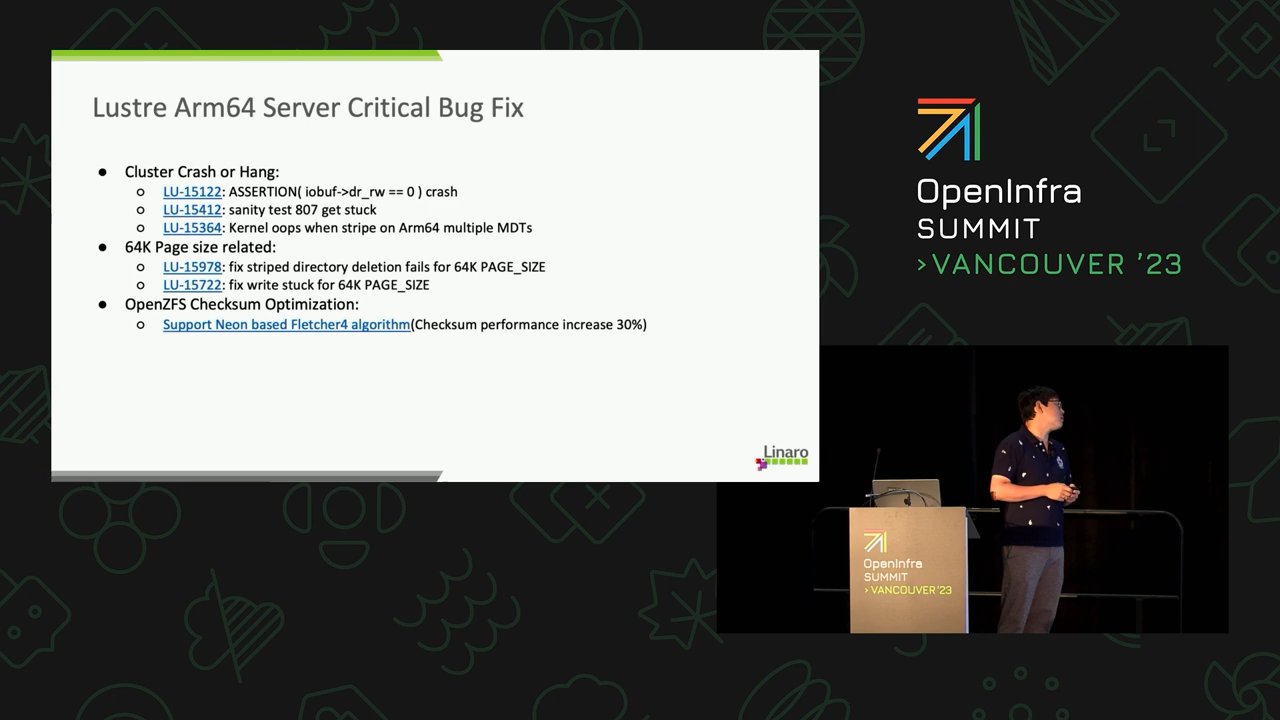 Lustre Arm64 Server Critical Bug Fix
● Cluster Crash or Hang:
○ LU-15122: ASSERTION( iobuf->dr_rw == 0 ) crash
○ LU-15412: sanity test 807 get stuck
○ LU-15364: Kernel oops when stripe on Arm64 multiple MDTs
● 64K Page size related:
○ LU-15978: fix striped directory deletion fails for 64K PAGE_SIZE
○ LU-15722: fix write stuck for 64K PAGE_SIZE
● OpenZFS Checksum Optimization:
○ Support Neon based Fletcher4 algorithm(Checksum performance increase 30%)
Linaro
OpenInfra
SUMMIT
>VANCOUVER '23
OpenInfra
SUMMIT
> VANCOUVER '23